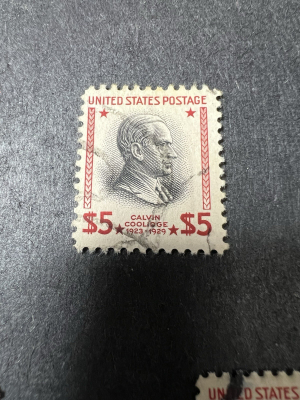 UNITED STATES POSTAGE
CALVIN
COOLIDGE
$5 1923-1929 $5
UNITED STATES